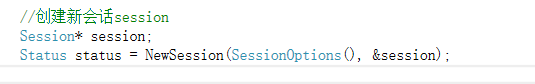 //创建新会话session
Session* session;
Status status = NewSession(SessionOptions(), &session);